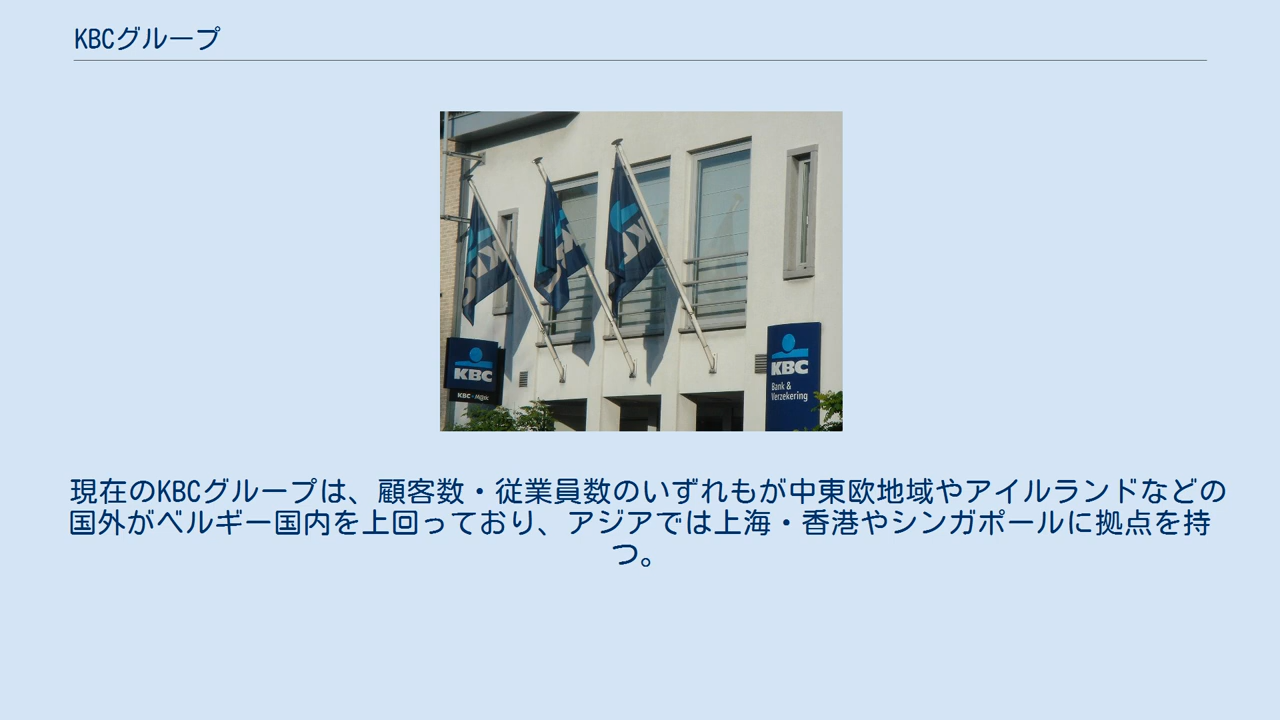 KBCグループ
KBC
KBC
Bank &
Verzekering
現在のKBCグループは、顧客数・従業員数のいずれもが中東欧地域やアイルランドなどの
国外がベルギー国内を上回っており、アジアでは上海・香港やシンガポールに拠点を持
つ。